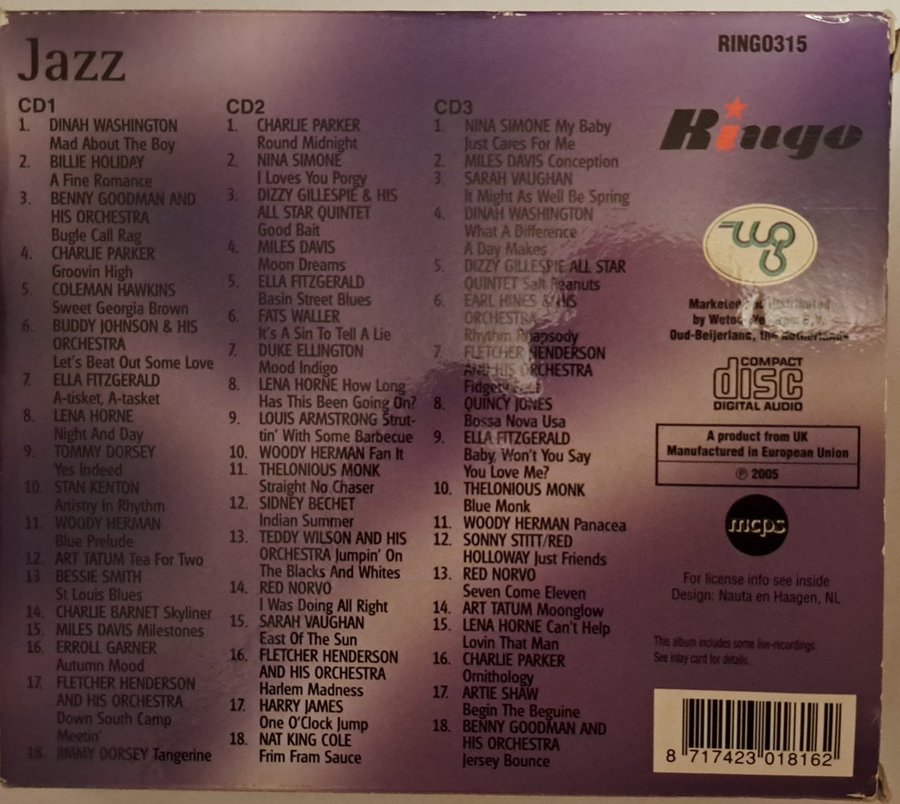 Jazz
CD1
1. DINAH WASHINGTON
Mad About The Boy
2. BILLIE HOLIDAY
A Fine Romance
3. BENNY GOODMAN AND
HIS ORCHESTRA
Bugle Call Rag
4. CHARLIE PARKER
Groovin High
5. COLEMAN HAWKINS
Sweet Georgia Brown
6. BUDDY JOHNSON & HIS
ORCHESTRA
Let's Beat Out Some Love
7. ELLA FITZGERALD
A-tisket, A-tasket
8. LENA HORNE
Night And Day
9. TOMMY DORSEY
Yes Indeed
10. STAN KENTON
Artistry In Rhythm
11. WOODY HERMAN
Blue Prelude
12. ART TATUM Tea For Two
13. BESSIE SMITH
St Louis Blues
14. CHARLIE BARNET Skyliner
15. MILES DAVIS Milestones
16. ERROLL GARNER
Autumn Mood
17. FLETCHER HENDERSON
AND HIS ORCHESTRA
Down South Camp
Meetin'
18. JIMMY DORSEY Tangerine
CD2
1. CHARLIE PARKER
Round Midnight
2. NINA SIMONE
I Loves You Porgy
3. DIZZY GILLESPIE & HIS
ALL STAR QUINTET
Good Bait
4. MILES DAVIS
Moon Dreams
5. ELLA FITZGERALD
Basin Street Blues
6. FATS WALLER
It's A Sin To Tell A Lie
7. DUKE ELLINGTON
Mood Indigo
8. LENA HORNE How Long
Has This Been Going On?
9. LOUIS ARMSTRONG Strut-
tin' With Some Barbecue
10. WOODY HERMAN Fan It
11. THELONIOUS MONK
Straight No Chaser
12. SIDNEY BECHET
Indian Summer
13. TEDDY WILSON AND HIS
ORCHESTRA Jumpin' On
The Blacks And Whites
14. RED NORVO
I Was Doing All Right
15. SARAH VAUGHAN
East Of The Sun
16. FLETCHER HENDERSON
AND HIS ORCHESTRA
Harlem Madness
17. HARRY JAMES
One O'Clock Jump
18. NAT KING COLE
Frim Fram Sauce
CD3
1. NINA SIMONE My Baby
Just Cares For Me
2. MILES DAVIS Conception
3. SARAH VAUGHAN
It Might As Well Be Spring
4. DINAH WASHINGTON
What A Difference
A Day Makes
5. DIZZY GILLESPIE ALL STAR
QUINTET Salt Peanuts
6. EARL HINES & HIS
ORCHESTRA
Rhythm Rhapsody
7. FLETCHER HENDERSON
AND HIS ORCHESTRA
Fidgety Feet
8. QUINCY JONES
Bossa Nova Usa
9. ELLA FITZGERALD
Baby, Won't You Say
You Love Me?
10. THELONIOUS MONK
Blue Monk
11. WOODY HERMAN Panacea
12. SONNY STITT/RED
HOLLOWAY Just Friends
13. RED NORVO
Seven Come Eleven
14. ART TATUM Moonglow
15. LENA HORNE Can't Help
Lovin That Man
16. CHARLIE PARKER
Ornithology
17. ARTIE SHAW
Begin The Beguine
18. BENNY GOODMAN AND
HIS ORCHESTRA
Jersey Bounce
RINGO315
Ringo
Marketed and distributed
by B.V.
Oud-Beijerland, the Netherlands
COMPACT
disc
DIGITAL AUDIO
A product from UK
Manufactured in European Union
℗ 2005
mcps
For license info see inside
Design: Nauta en Haagen, NL
This album includes some live-recordings.
See inlay card for details.
8 717423 018162